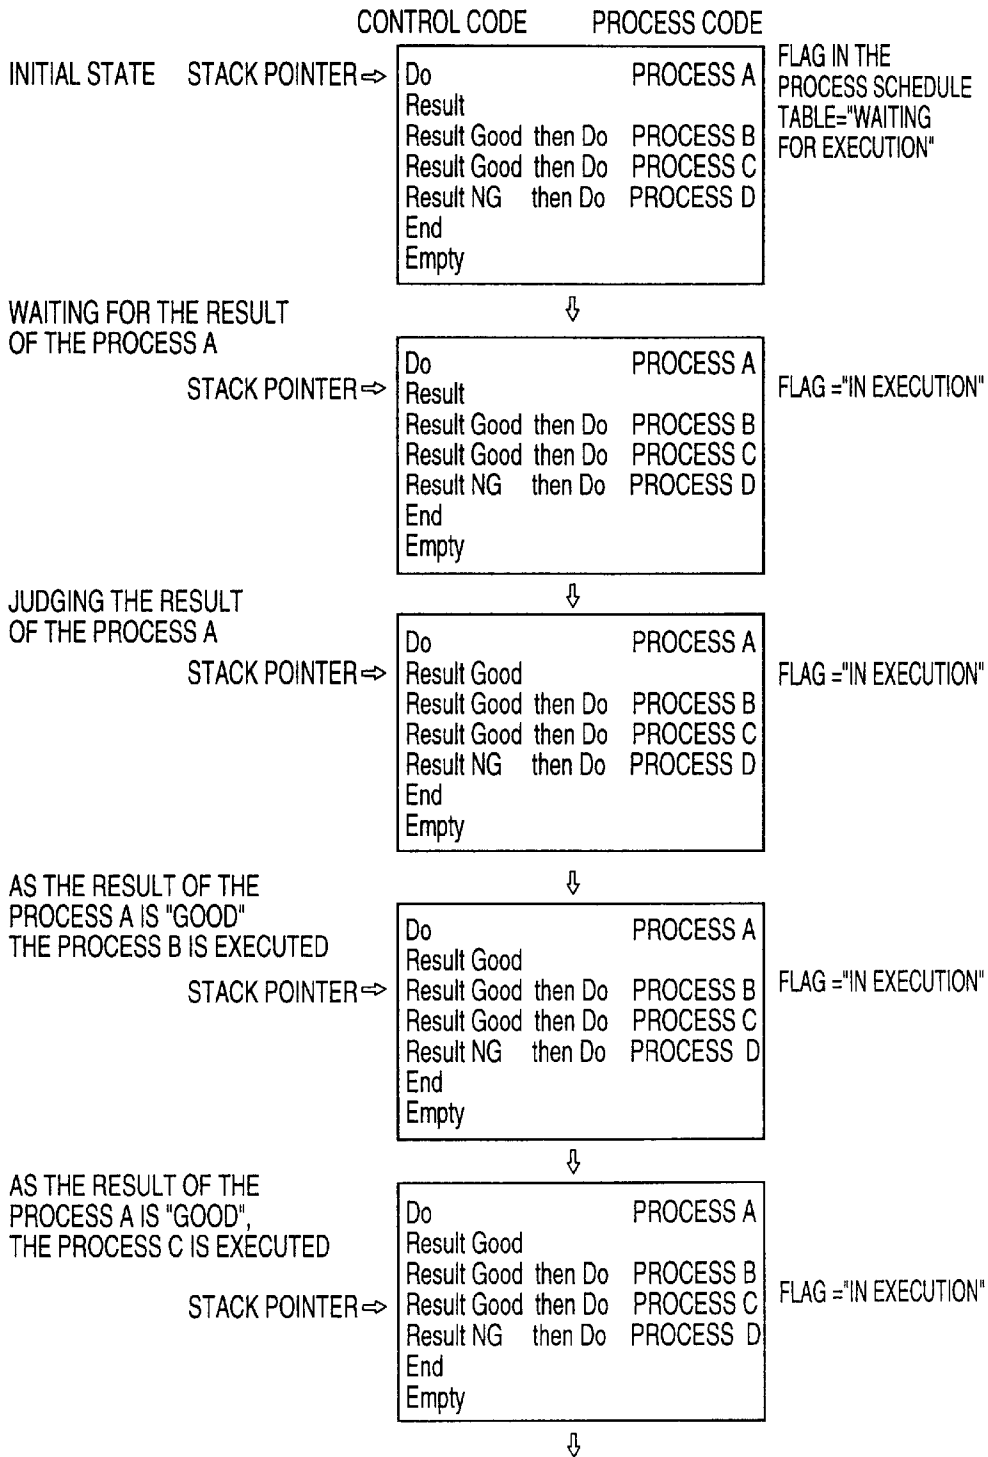 CONTROL CODE PROCESS CODE
INITIAL STATE STACK POINTER ⇨ Do PROCESS A
Result
Result Good then Do PROCESS B
Result Good then Do PROCESS C
Result NG then Do PROCESS D
End
Empty
FLAG IN THE
PROCESS SCHEDULE
TABLE="WAITING
FOR EXECUTION"
⇩
WAITING FOR THE RESULT
OF THE PROCESS A
Do PROCESS A
STACK POINTER ⇨ Result FLAG ="IN EXECUTION"
Result Good then Do PROCESS B
Result Good then Do PROCESS C
Result NG then Do PROCESS D
End
Empty
⇩
JUDGING THE RESULT
OF THE PROCESS A
Do PROCESS A
STACK POINTER ⇨ Result Good FLAG ="IN EXECUTION"
Result Good then Do PROCESS B
Result Good then Do PROCESS C
Result NG then Do PROCESS D
End
Empty
⇩
AS THE RESULT OF THE
PROCESS A IS "GOOD"
THE PROCESS B IS EXECUTED
Do PROCESS A
Result Good
STACK POINTER ⇨ Result Good then Do PROCESS B FLAG ="IN EXECUTION"
Result Good then Do PROCESS C
Result NG then Do PROCESS D
End
Empty
⇩
AS THE RESULT OF THE
PROCESS A IS "GOOD",
THE PROCESS C IS EXECUTED
Do PROCESS A
Result Good
Result Good then Do PROCESS B
STACK POINTER ⇨ Result Good then Do PROCESS C FLAG ="IN EXECUTION"
Result NG then Do PROCESS D
End
Empty
⇩